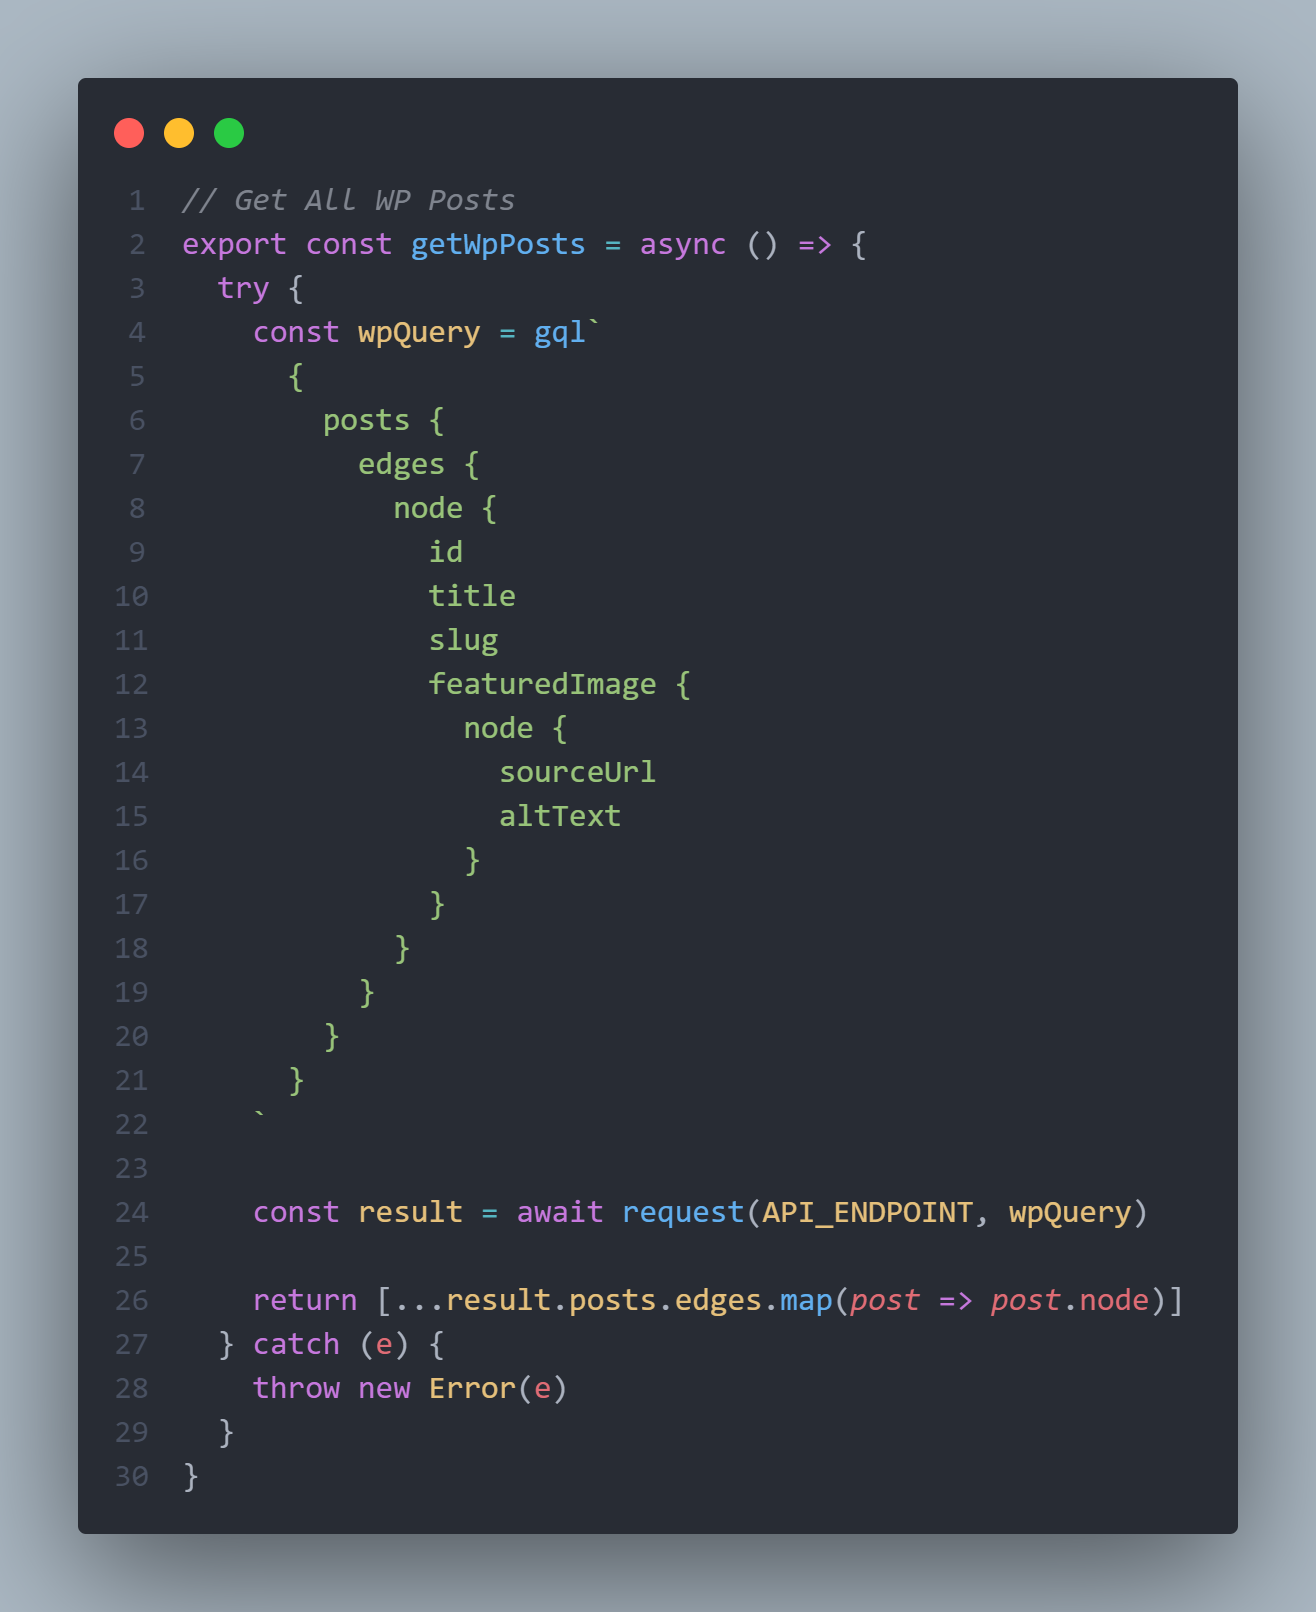 1 // Get All WP Posts
2 export const getWpPosts = async () => {
3   try {
4     const wpQuery = gql`
5       {
6         posts {
7           edges {
8             node {
9               id
10               title
11               slug
12               featuredImage {
13                 node {
14                   sourceUrl
15                   altText
16                 }
17               }
18             }
19           }
20         }
21       }
22     `
23
24     const result = await request(API_ENDPOINT, wpQuery)
25
26     return [...result.posts.edges.map(post => post.node)]
27   } catch (e) {
28     throw new Error(e)
29   }
30 }